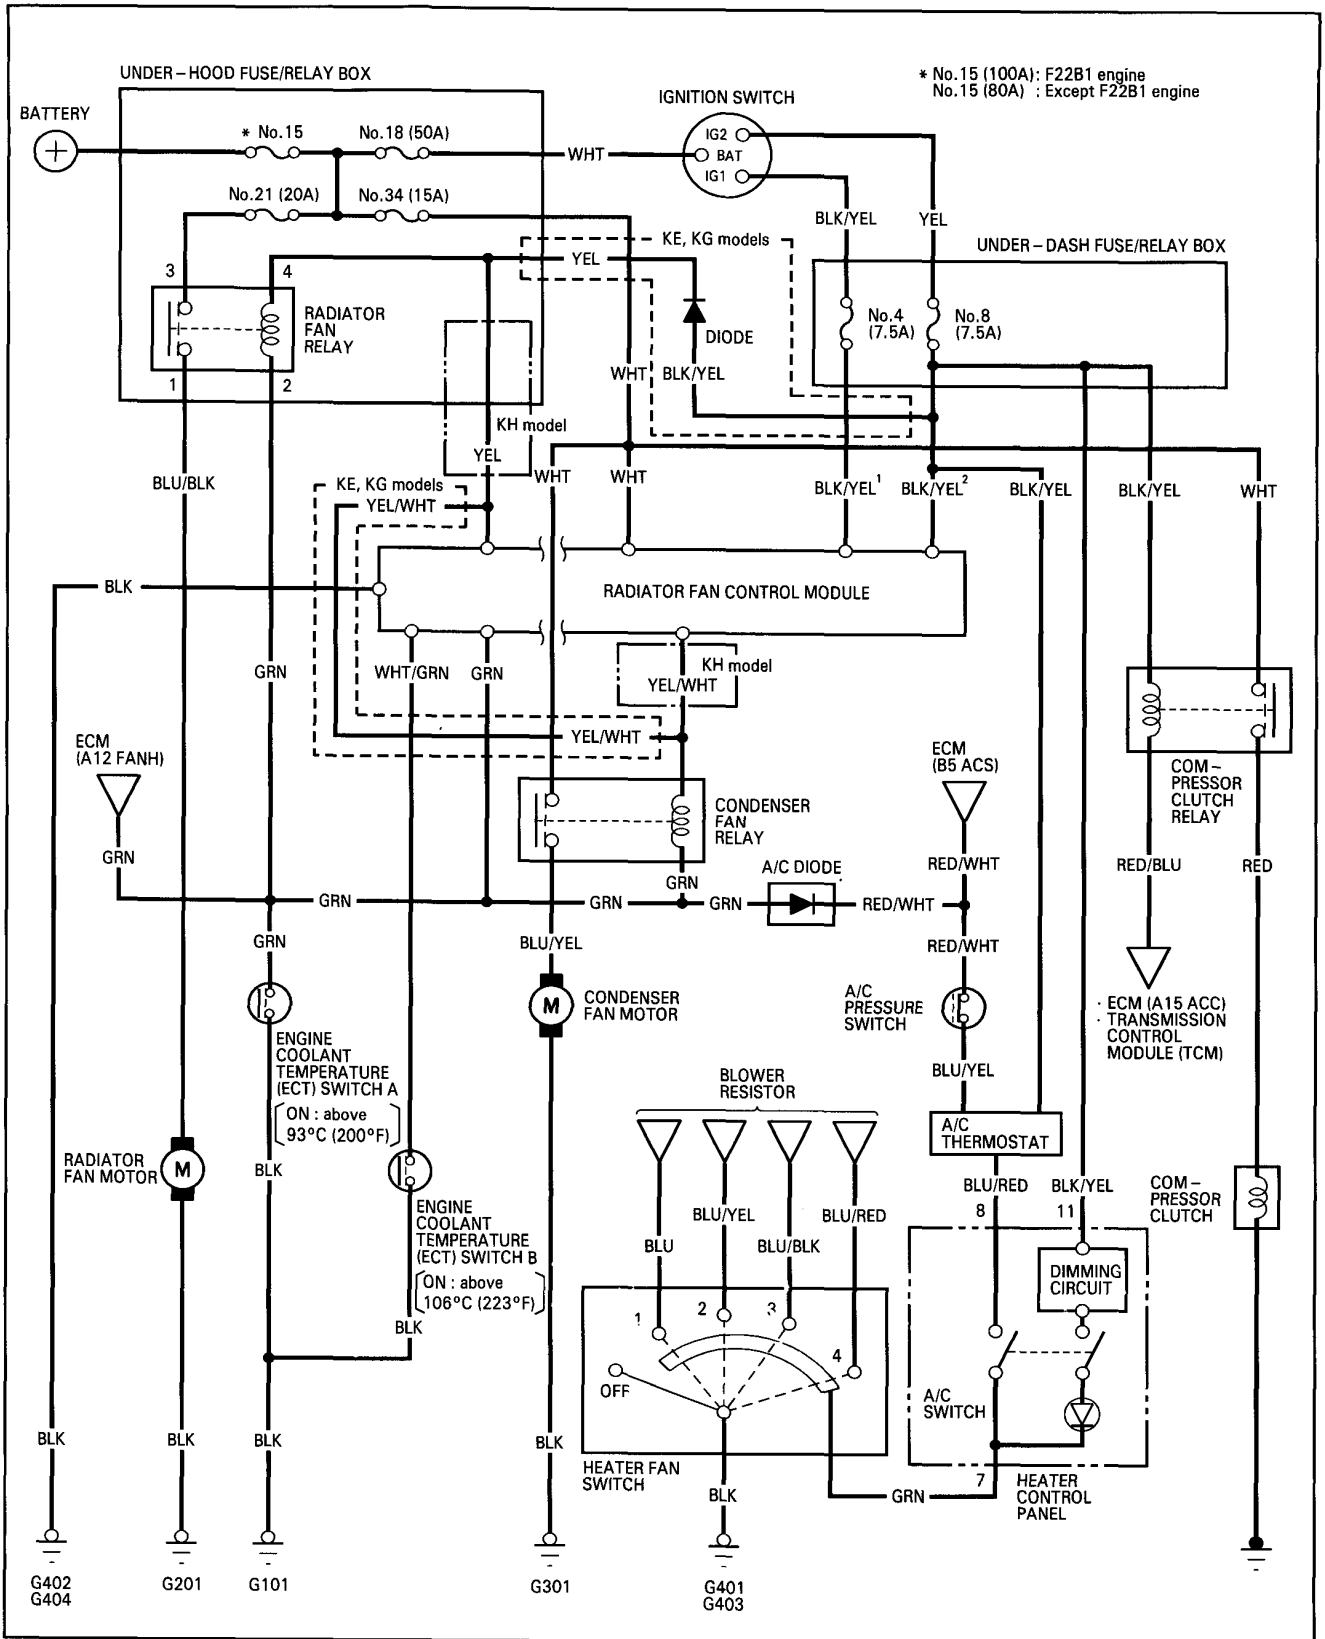 UNDER-HOOD FUSE/RELAY BOX
* No.15 (100A): F22B1 engine
No.15 (80A) : Except F22B1 engine
BATTERY
IGNITION SWITCH
* No.15
No.18 (50A)
WHT
IG2
BAT
IG1
No.21 (20A)
No.34 (15A)
BLK/YEL
YEL
KE, KG models
UNDER-DASH FUSE/RELAY BOX
3
4
YEL
RADIATOR
FAN
RELAY
DIODE
No.4
(7.5A)
No.8
(7.5A)
1
2
WHT
BLK/YEL
KH model
YEL
BLU/BLK
WHT
WHT
BLK/YEL¹
BLK/YEL²
BLK/YEL
BLK/YEL
WHT
KE, KG models
YEL/WHT
BLK
RADIATOR FAN CONTROL MODULE
GRN
WHT/GRN
GRN
KH model
YEL/WHT
YEL/WHT
ECM
(A12 FANH)
ECM
(B5 ACS)
COM-
PRESSOR
CLUTCH
RELAY
CONDENSER
FAN
RELAY
GRN
A/C DIODE
RED/WHT
RED/BLU
RED
GRN
GRN
GRN
GRN
RED/WHT
GRN
BLU/YEL
RED/WHT
CONDENSER
FAN MOTOR
M
A/C
PRESSURE
SWITCH
· ECM (A15 ACC)
· TRANSMISSION
CONTROL
MODULE (TCM)
ENGINE
COOLANT
TEMPERATURE
(ECT) SWITCH A
ON : above
93°C (200°F)
BLU/YEL
BLOWER
RESISTOR
A/C
THERMOSTAT
RADIATOR
FAN MOTOR
M
BLK
BLU/RED
BLK/YEL
COM-
PRESSOR
CLUTCH
ENGINE
COOLANT
TEMPERATURE
(ECT) SWITCH B
ON : above
106°C (223°F)
BLU
BLU/YEL
BLU/BLK
BLU/RED
8
11
DIMMING
CIRCUIT
BLK
1
2
3
4
OFF
A/C
SWITCH
BLK
BLK
BLK
BLK
HEATER FAN
SWITCH
BLK
GRN
7
HEATER
CONTROL
PANEL
G402
G404
G201
G101
G301
G401
G403